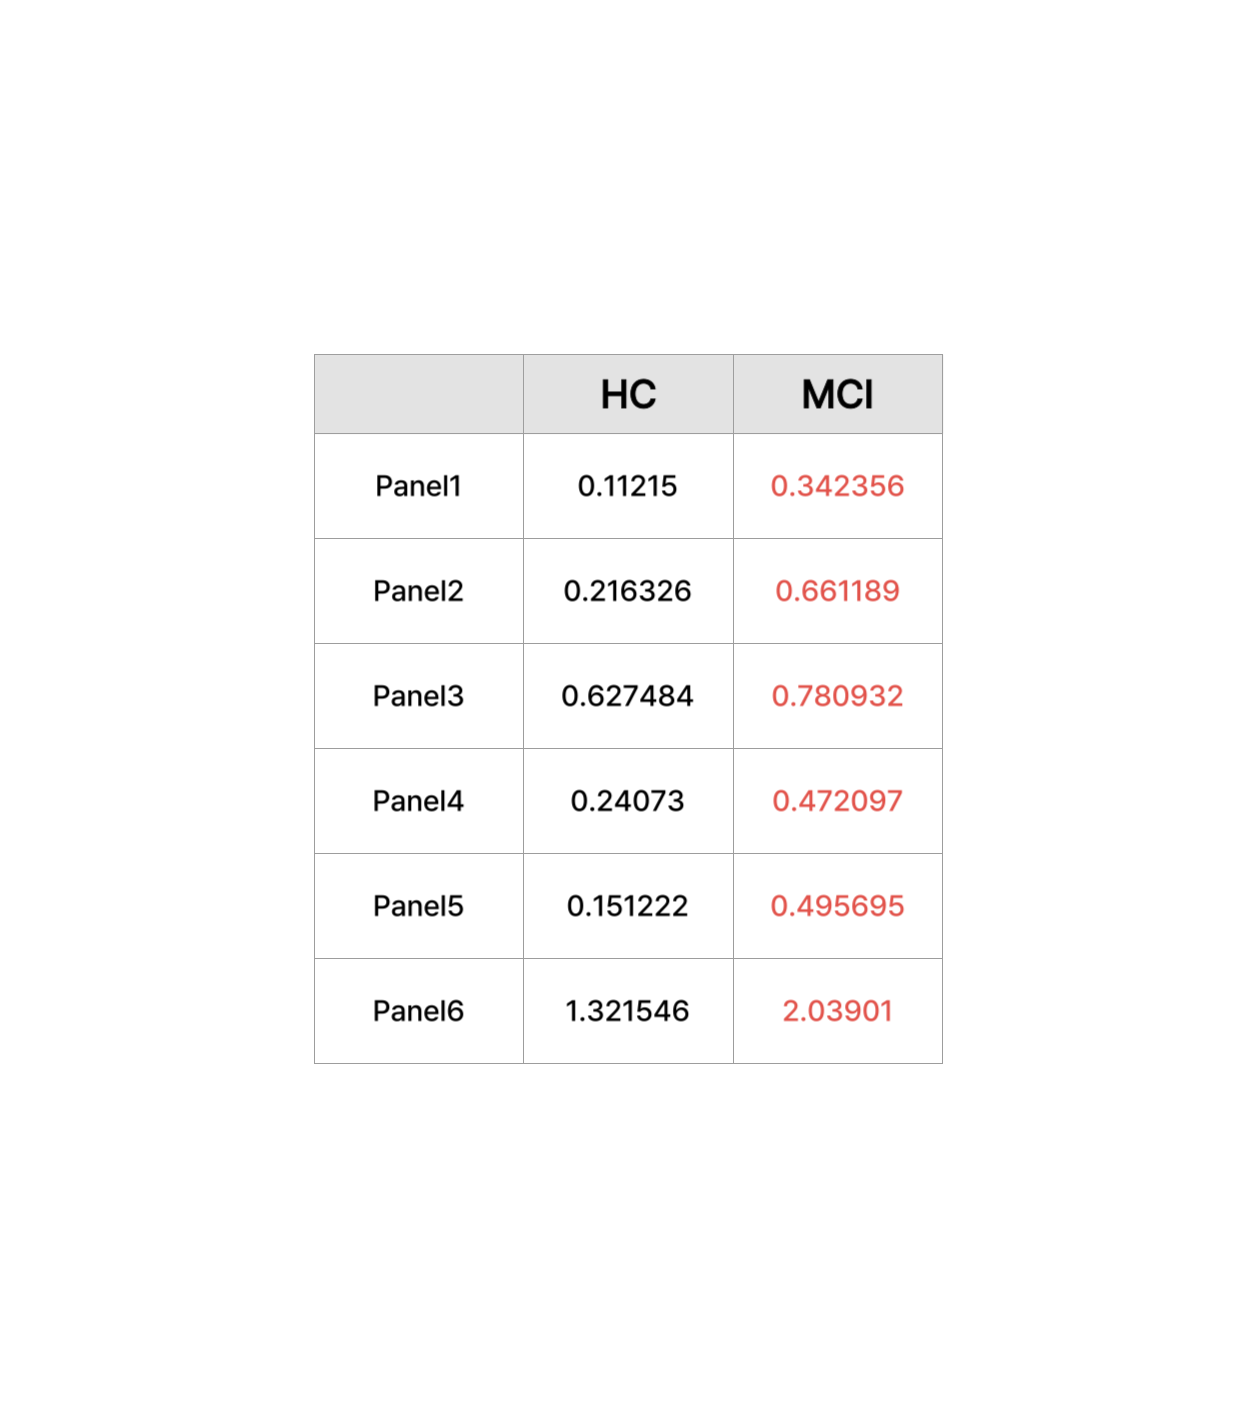 HC MCI
Panel1 0.11215 0.342356
Panel2 0.216326 0.661189
Panel3 0.627484 0.780932
Panel4 0.24073 0.472097
Panel5 0.151222 0.495695
Panel6 1.321546 2.03901